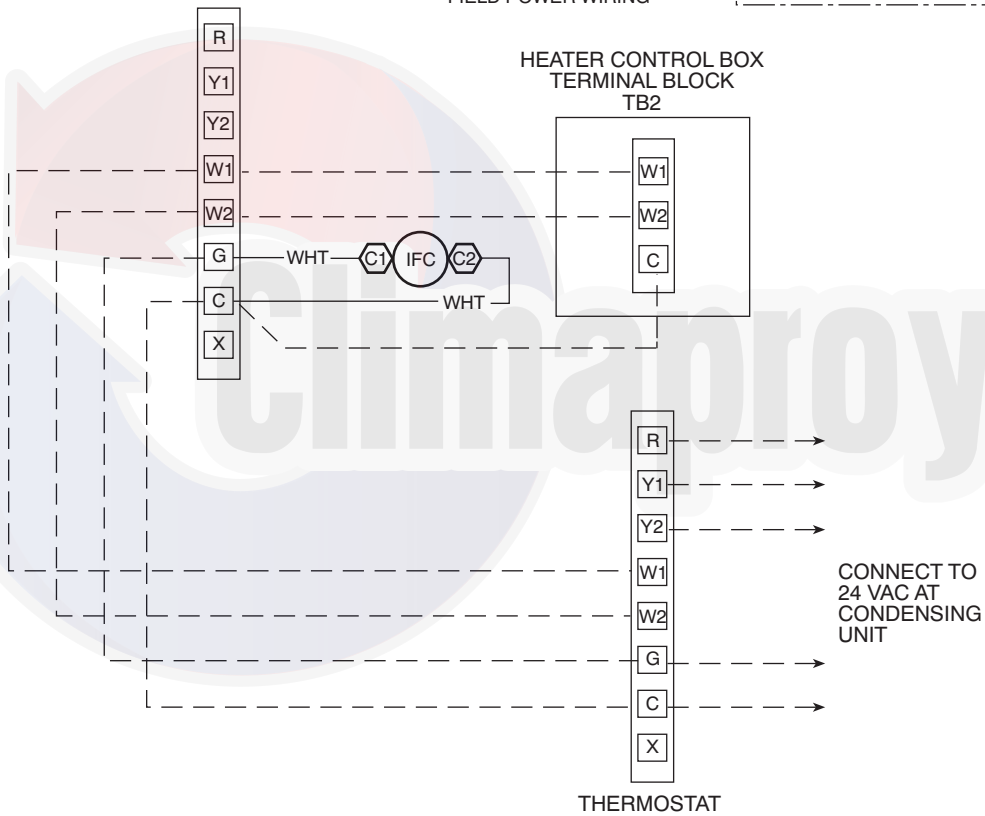 FIELD POWER WIRING
R
Y1
Y2
W1
W2
G
C
X
WHT
C1
IFC
C2
WHT
HEATER CONTROL BOX
TERMINAL BLOCK
TB2
W1
W2
C
Climaproy
R
Y1
Y2
W1
W2
G
C
X
THERMOSTAT
CONNECT TO
24 VAC AT
CONDENSING
UNIT